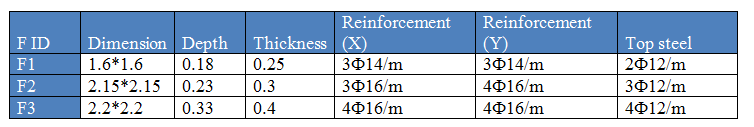 F ID Dimension Depth Thickness Reinforcement (X) Reinforcement (Y) Top steel
F1 1.6*1.6 0.18 0.25 3Φ14/m 3Φ14/m 2Φ12/m
F2 2.15*2.15 0.23 0.3 3Φ16/m 4Φ16/m 3Φ12/m
F3 2.2*2.2 0.33 0.4 4Φ16/m 4Φ16/m 4Φ12/m